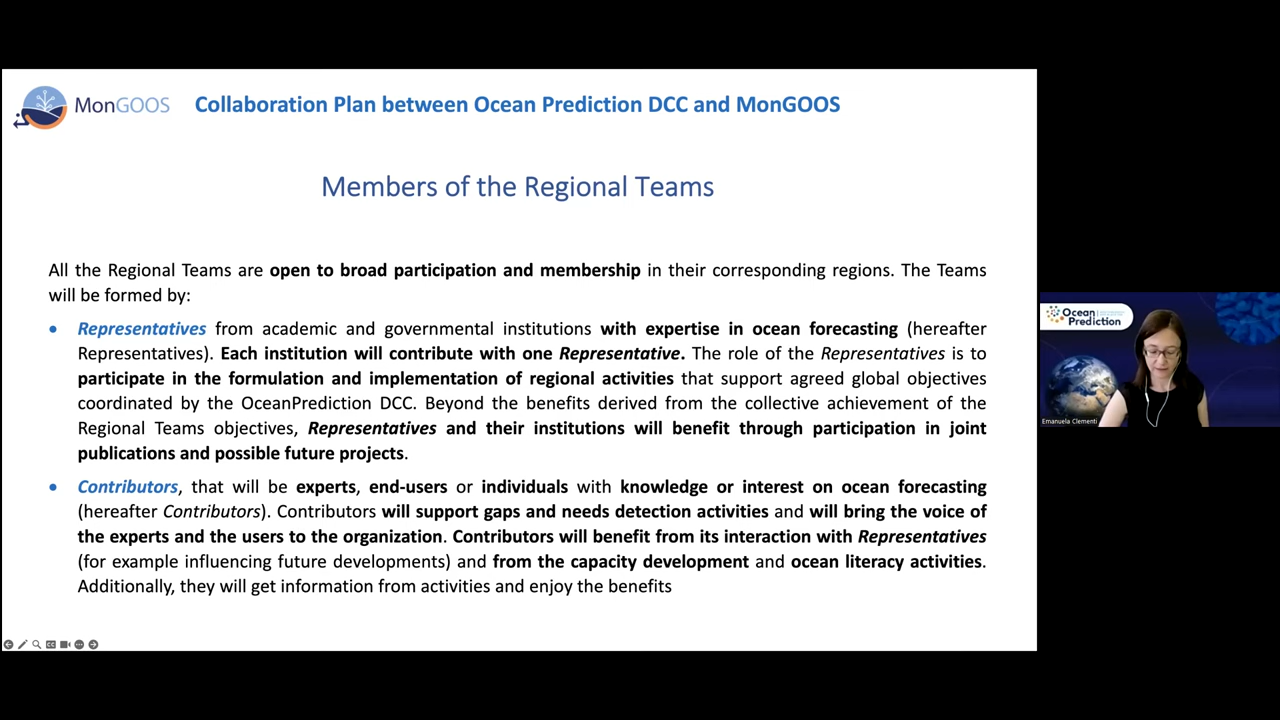 MonGOOS
Collaboration Plan between Ocean Prediction DCC and MonGOOS
Members of the Regional Teams
All the Regional Teams are open to broad participation and membership in their corresponding regions. The Teams
will be formed by:
• Representatives from academic and governmental institutions with expertise in ocean forecasting (hereafter
Representatives). Each institution will contribute with one Representative. The role of the Representatives is to
participate in the formulation and implementation of regional activities that support agreed global objectives
coordinated by the OceanPrediction DCC. Beyond the benefits derived from the collective achievement of the
Regional Teams objectives, Representatives and their institutions will benefit through participation in joint
publications and possible future projects.
• Contributors, that will be experts, end-users or individuals with knowledge or interest on ocean forecasting
(hereafter Contributors). Contributors will support gaps and needs detection activities and will bring the voice of
the experts and the users to the organization. Contributors will benefit from its interaction with Representatives
(for example influencing future developments) and from the capacity development and ocean literacy activities.
Additionally, they will get information from activities and enjoy the benefits
Ocean
Prediction
Emanuela Clementi